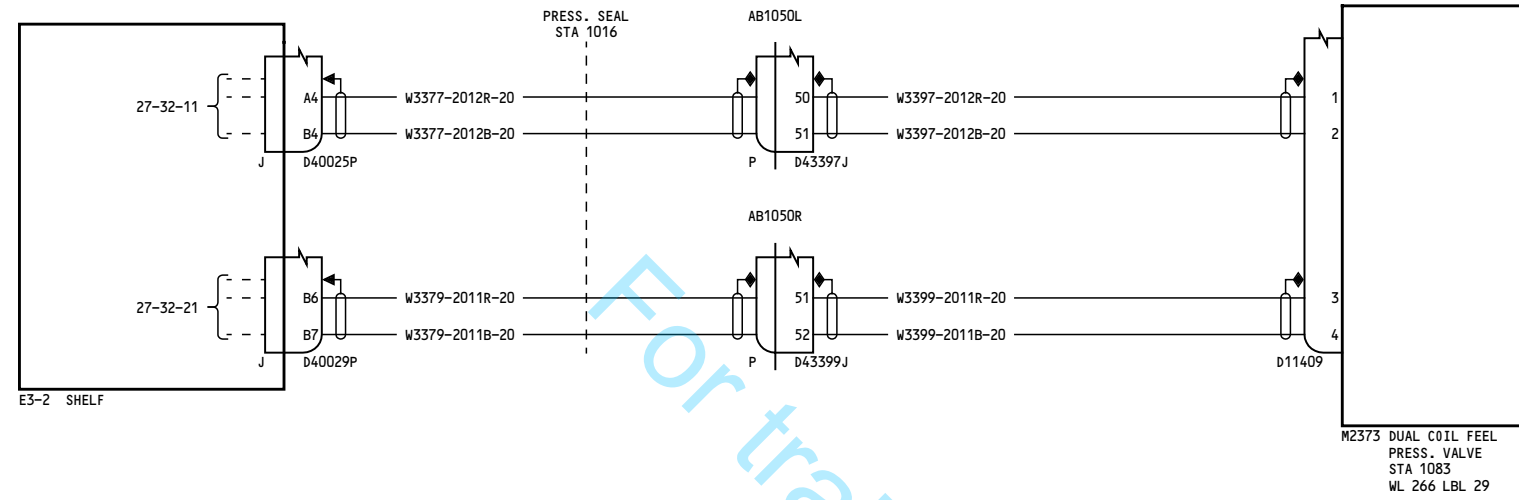 PRESS. SEAL
STA 1016
AB1050L
27-32-11
A4
W3377-2012R-20
50
W3397-2012R-20
1
B4
W3377-2012B-20
51
W3397-2012B-20
2
J
D40025P
P
D43397J
AB1050R
27-32-21
B6
W3379-2011R-20
51
W3399-2011R-20
3
B7
W3379-2011B-20
52
W3399-2011B-20
4
J
D40029P
P
D43399J
D11409
E3-2 SHELF
M2373 DUAL COIL FEEL
PRESS. VALVE
STA 1083
WL 266 LBL 29
For